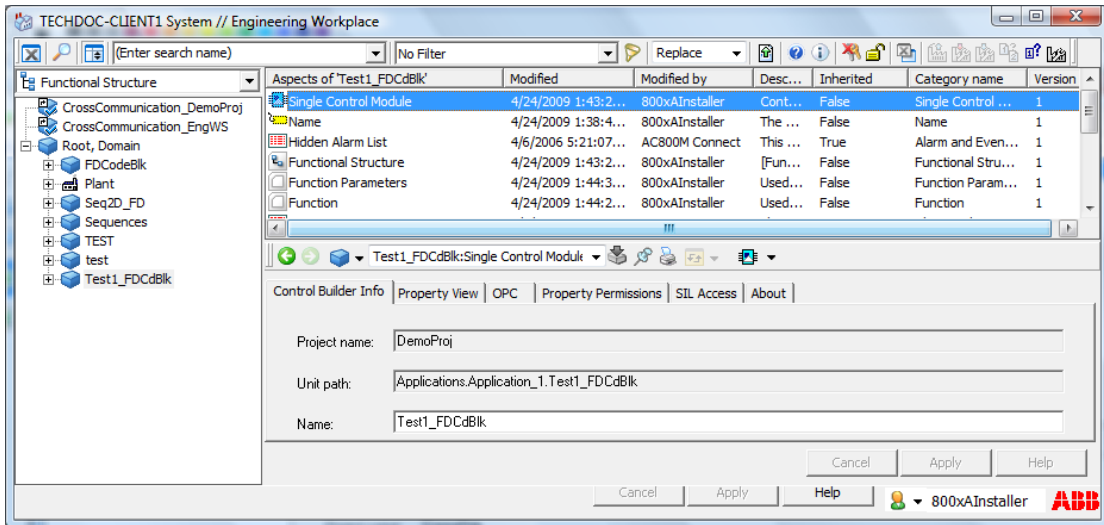 TECHDOC-CLIENT1 System // Engineering Workplace
(Enter search name) No Filter Replace
Functional Structure
CrossCommunication_DemoProj
CrossCommunication_EngWS
Root, Domain
FDCodeBlk
Plant
Seq2D_FD
Sequences
TEST
test
Test1_FDCdBlk
Aspects of 'Test1_FDCdBlk' Modified Modified by Desc... Inherited Category name Version
Single Control Module 4/24/2009 1:43:2... 800xAInstaller Cont... False Single Control ... 1
Name 4/24/2009 1:38:4... 800xAInstaller The ... False Name 1
Hidden Alarm List 4/6/2006 5:21:07... AC800M Connect This ... True Alarm and Even... 1
Functional Structure 4/24/2009 1:43:2... 800xAInstaller [Fun... False Functional Stru... 1
Function Parameters 4/24/2009 1:44:3... 800xAInstaller Used... False Function Param... 1
Function 4/24/2009 1:44:2... 800xAInstaller Used... False Function 1
Test1_FDCdBlk:Single Control Module
Control Builder Info Property View OPC Property Permissions SIL Access About
Project name: DemoProj
Unit path: Applications.Application_1.Test1_FDCdBlk
Name: Test1_FDCdBlk
Cancel Apply Help
Cancel Apply Help 800xAInstaller ABB